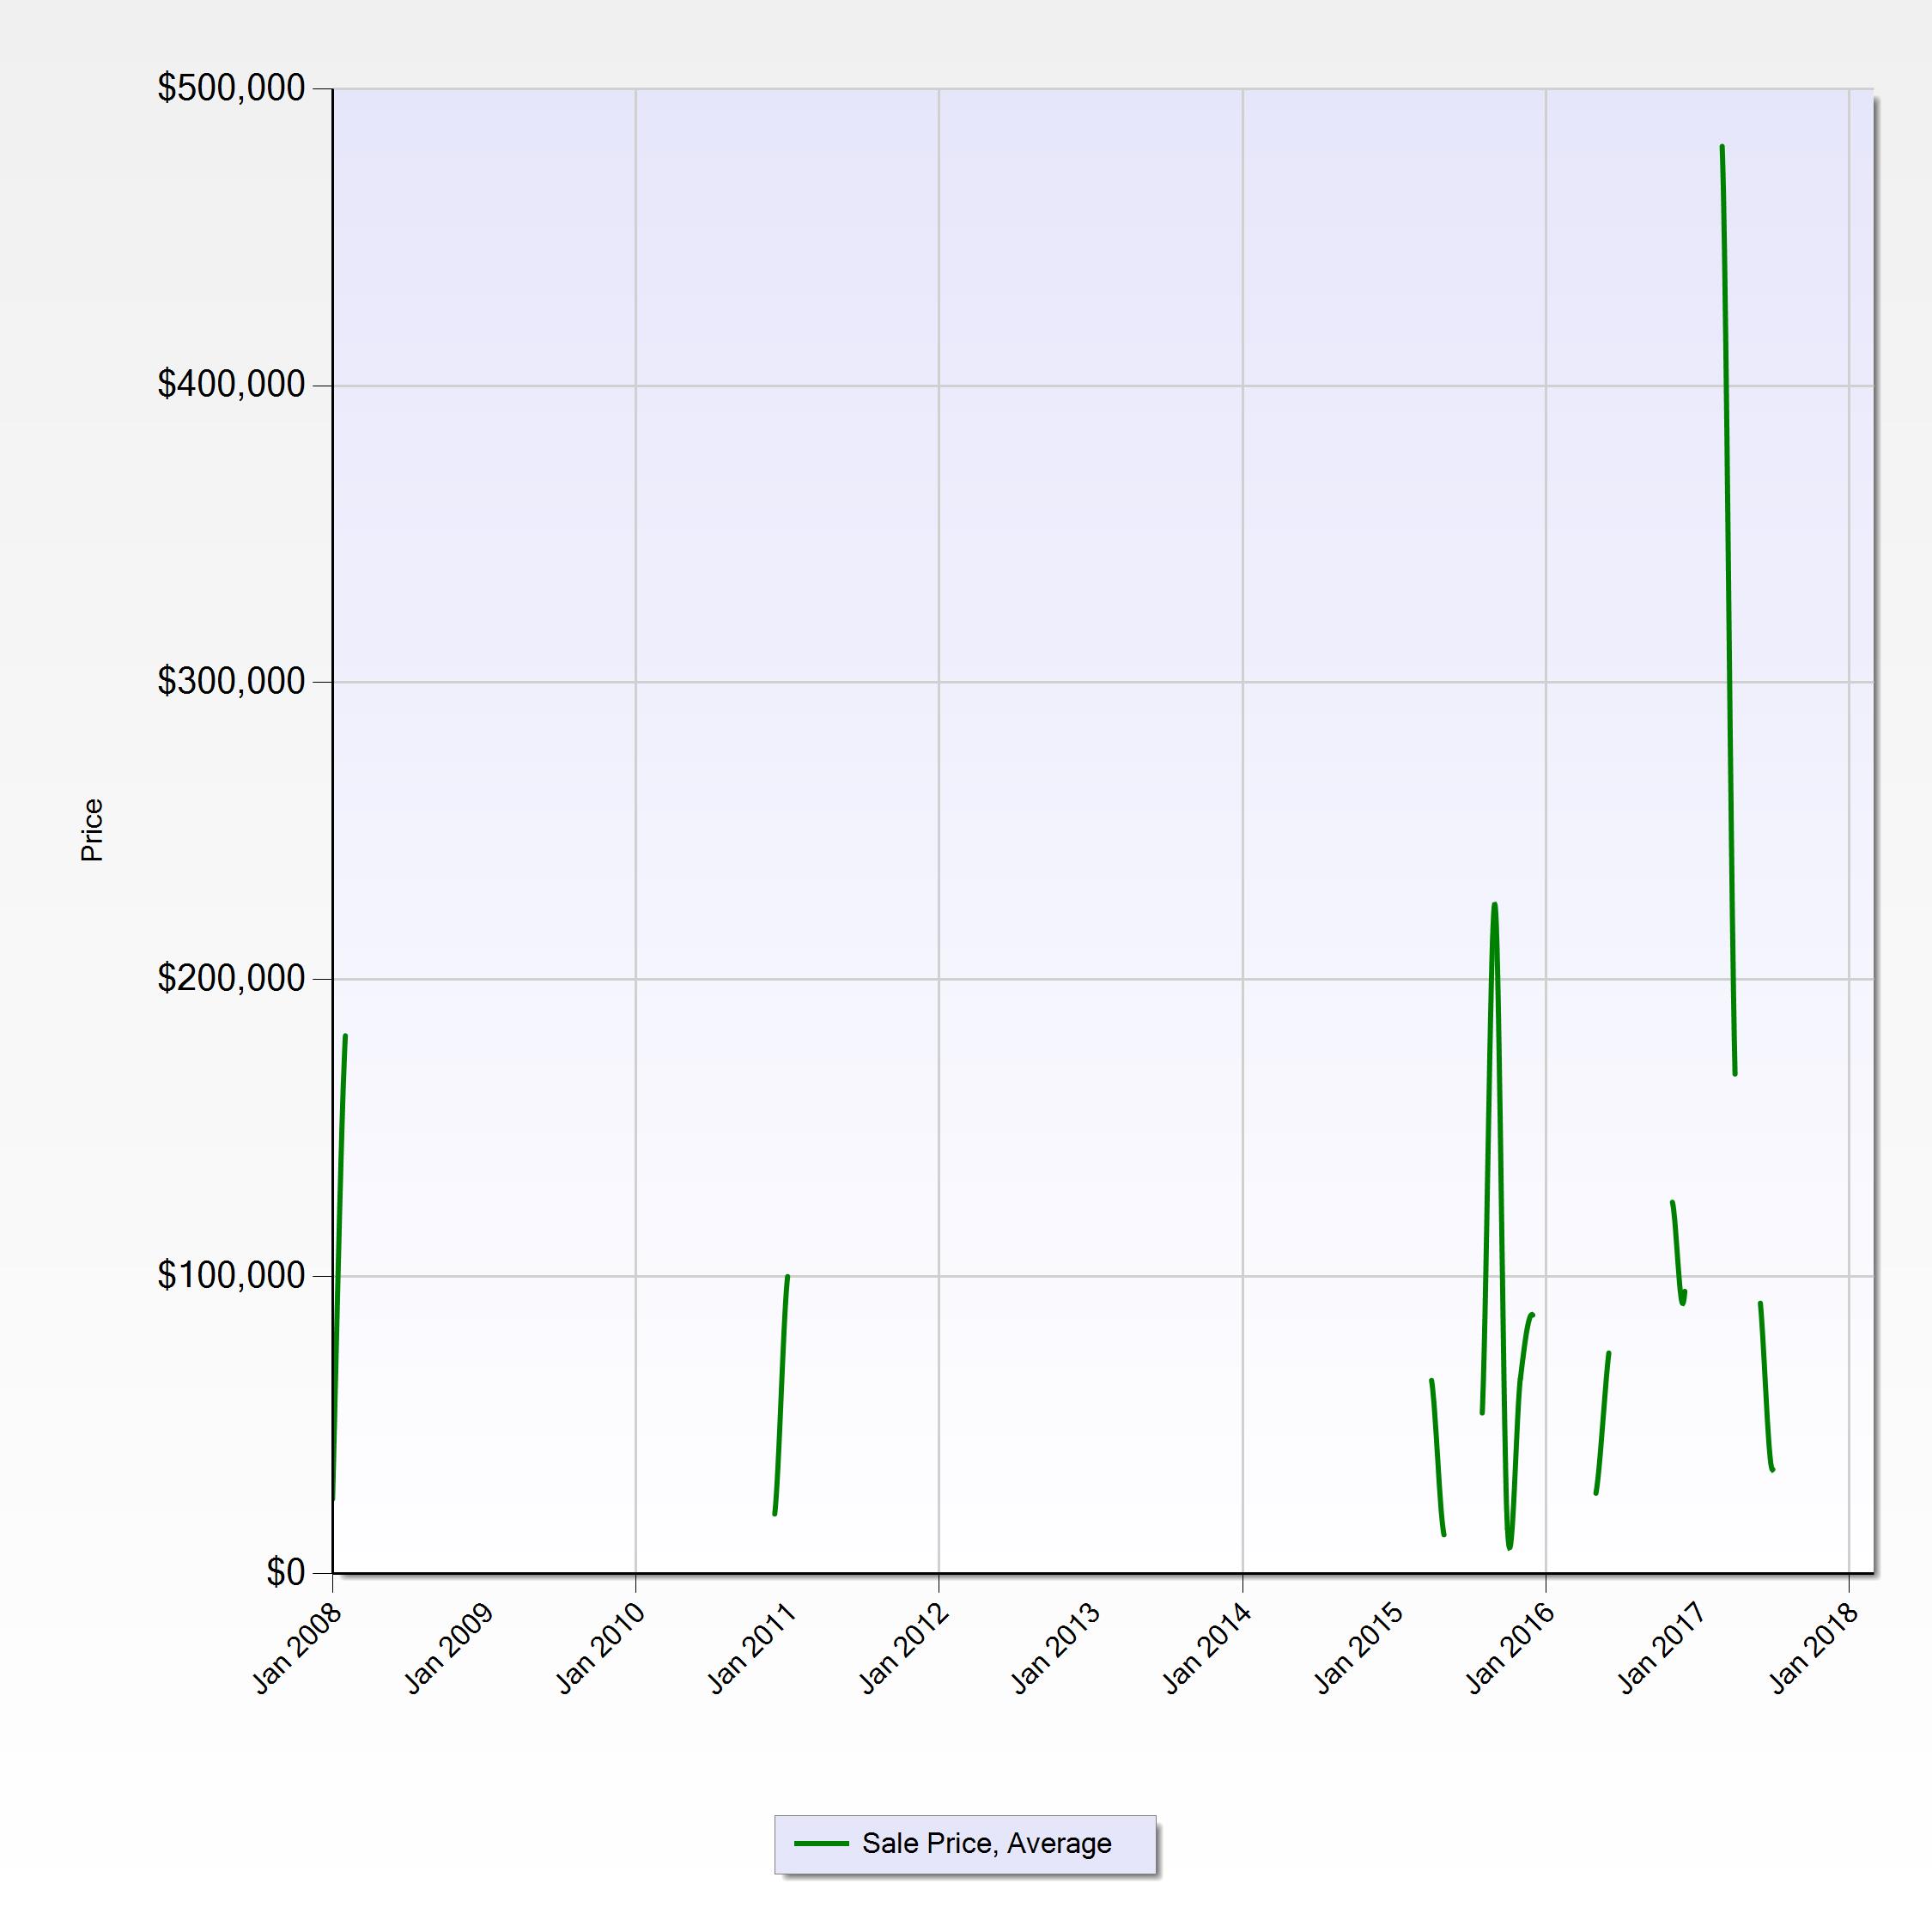 $500,000
$400,000
$300,000
$200,000
$100,000
$0
Price
Jan 2008
Jan 2009
Jan 2010
Jan 2011
Jan 2012
Jan 2013
Jan 2014
Jan 2015
Jan 2016
Jan 2017
Jan 2018
Sale Price, Average